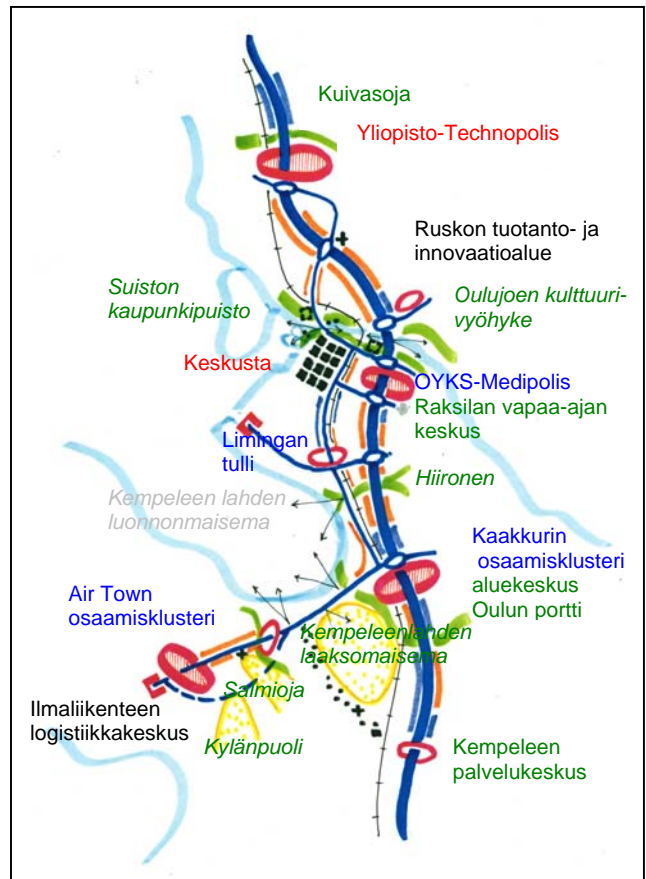 Kuivasoja
Yliopisto-Technopolis
Ruskon tuotanto- ja
innovaatioalue
Suiston
kaupunkipuisto
Oulujoen kulttuuri-
vyöhyke
Keskusta
OYKS-Medipolis
Raksilan vapaa-ajan
keskus
Limingan
tulli
Hiironen
Kempeleen lahden
luonnonmaisema
Kaakkurin
osaamisklusteri
aluekeskus
Oulun portti
Air Town
osaamisklusteri
Kempeleenlahden
laaksomaisema
Salmioja
Ilmaliikenteen
logistiikkakeskus
Kylänpuoli
Kempeleen
palvelukeskus